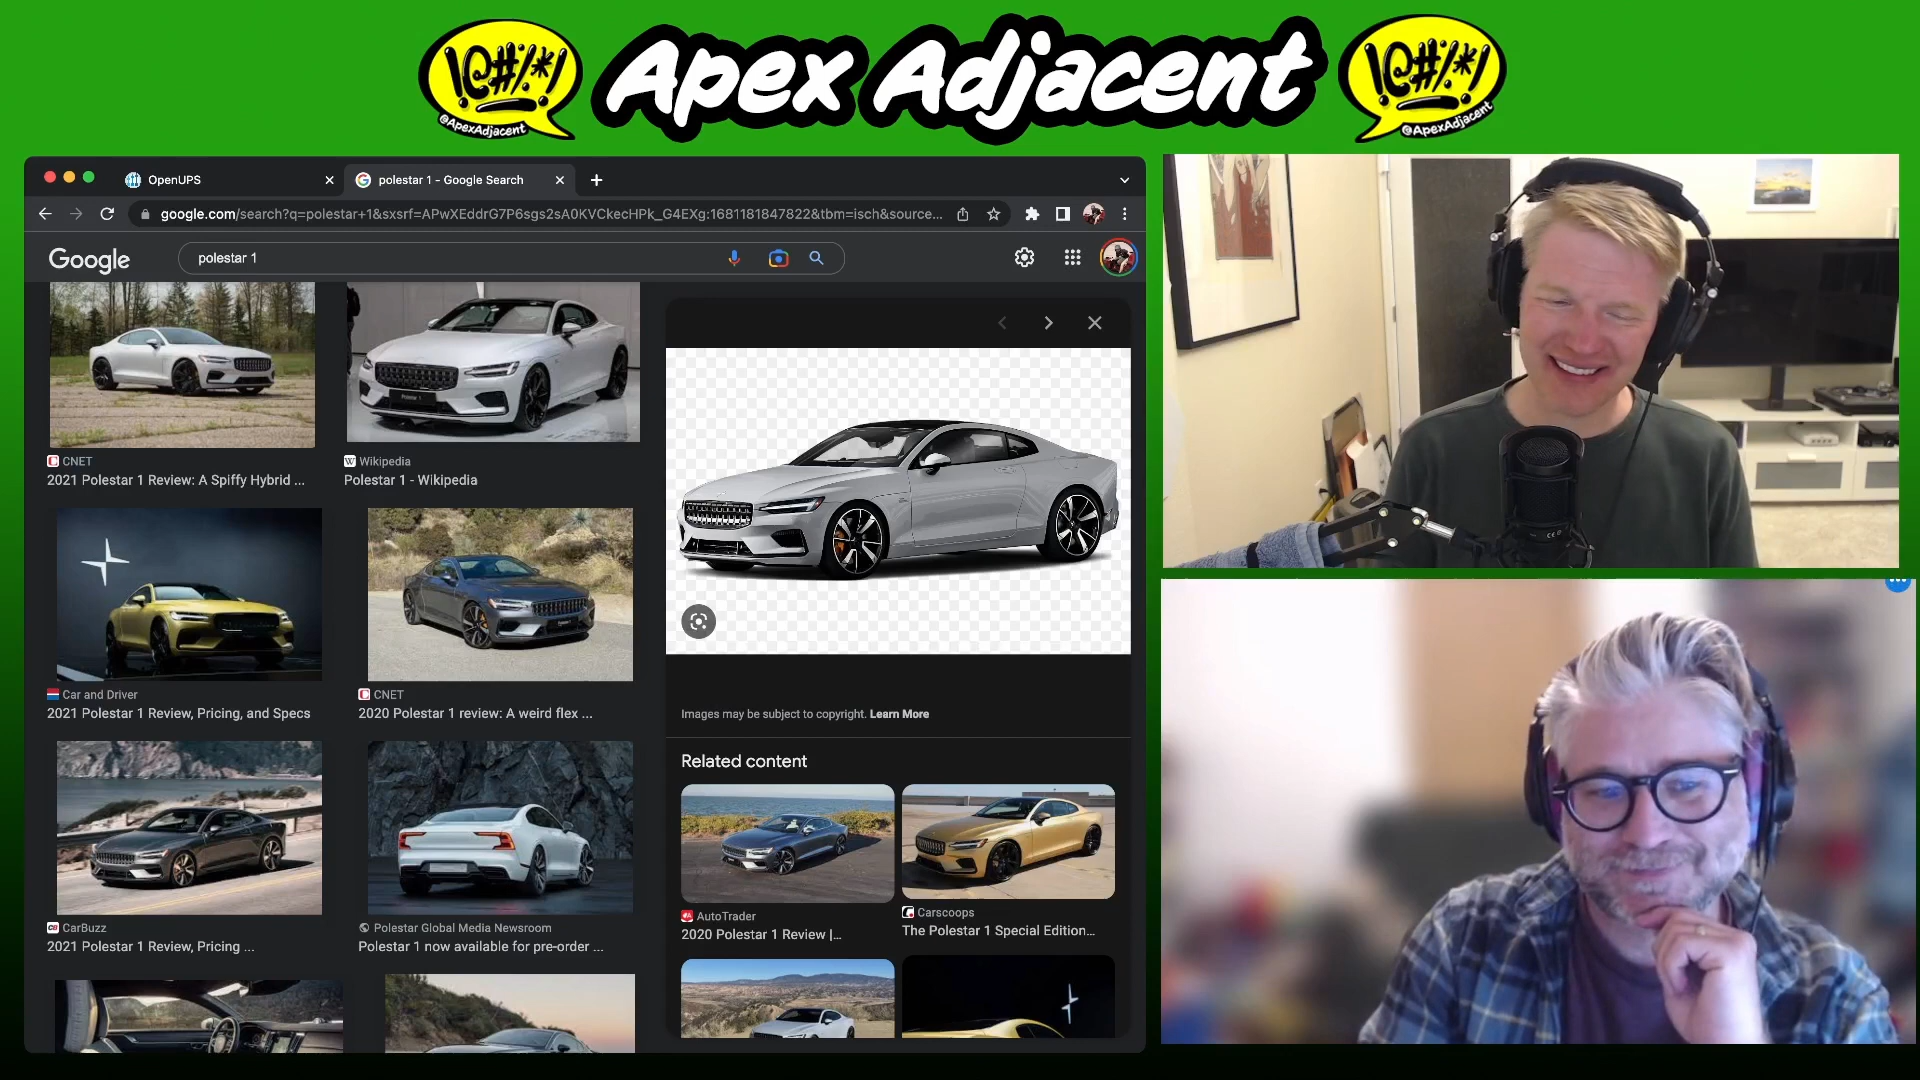 !@#/.*!
@ApexAdjacent
Apex Adjacent
!@#/.*!
@ApexAdjacent
OpenUPS
polestar 1 - Google Search
google.com/search?q=polestar+1&sxsrf=APwXEddrG7P6sgs2sA0KVCkecHPk_G4EXg:1681181847822&tbm=isch&source...
Google
polestar 1
CNET
2021 Polestar 1 Review: A Spiffy Hybrid ...
Wikipedia
Polestar 1 - Wikipedia
Car and Driver
2021 Polestar 1 Review, Pricing, and Specs
CNET
2020 Polestar 1 review: A weird flex ...
CarBuzz
2021 Polestar 1 Review, Pricing ...
Polestar Global Media Newsroom
Polestar 1 now available for pre-order ...
Images may be subject to copyright. Learn More
Related content
AutoTrader
2020 Polestar 1 Review |...
Carscoops
The Polestar 1 Special Edition...